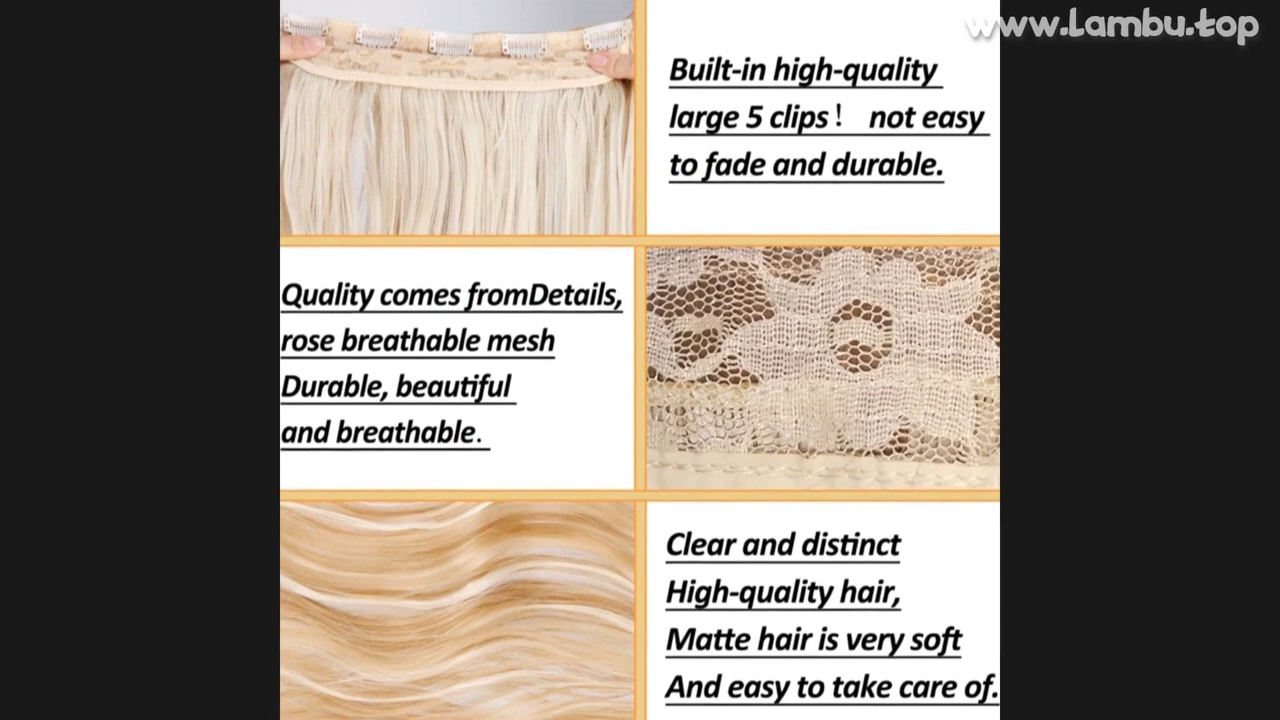 www.Lambu.top
Built-in high-quality
large 5 clips！ not easy
to fade and durable.
Quality comes fromDetails,
rose breathable mesh
Durable, beautiful
and breathable.
Clear and distinct
High-quality hair,
Matte hair is very soft
And easy to take care of.